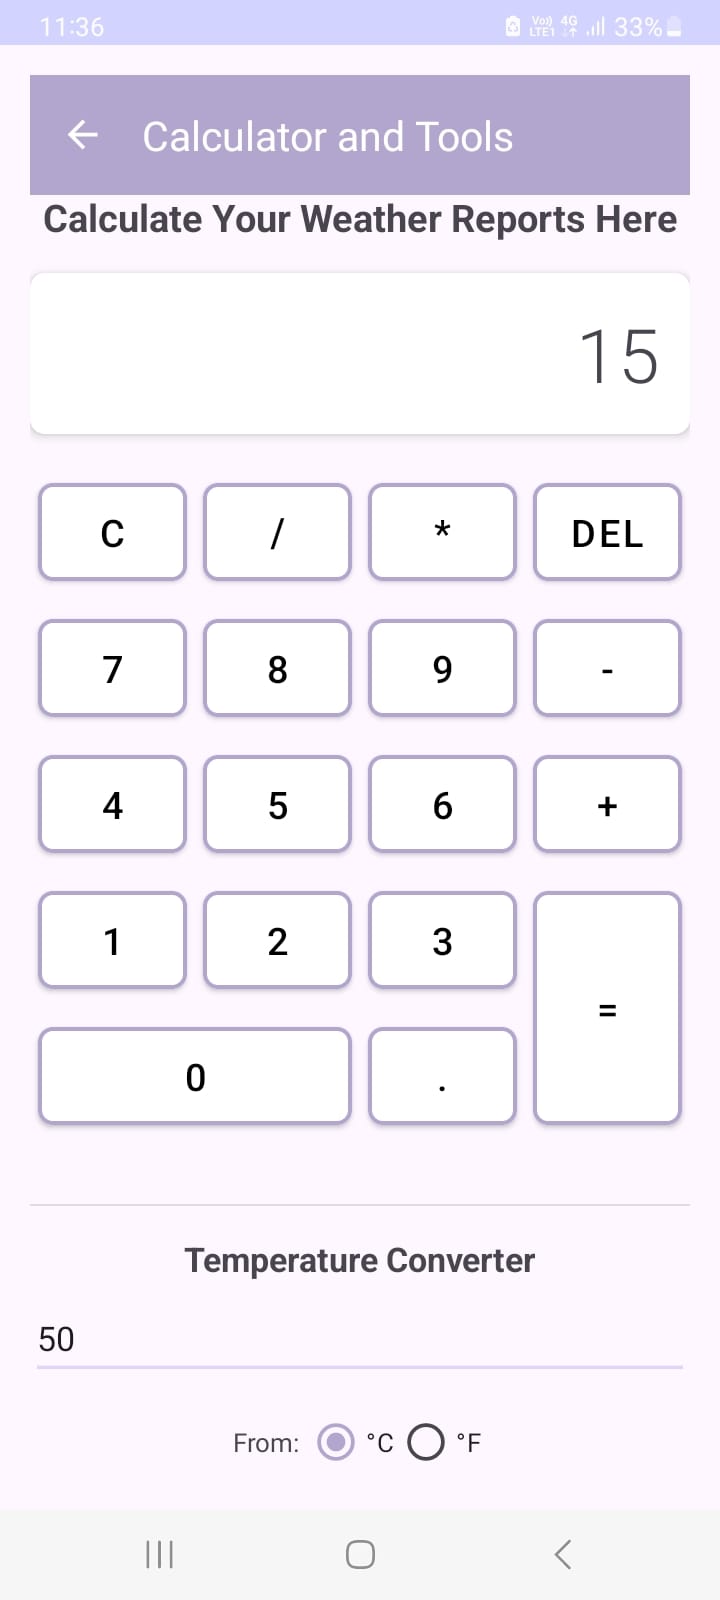 11:36 Vo)) 4G LTE1 33%
Calculator and Tools
Calculate Your Weather Reports Here
15
C / * DEL
7 8 9 -
4 5 6 +
1 2 3
=
0 .
Temperature Converter
50
From: °C °F